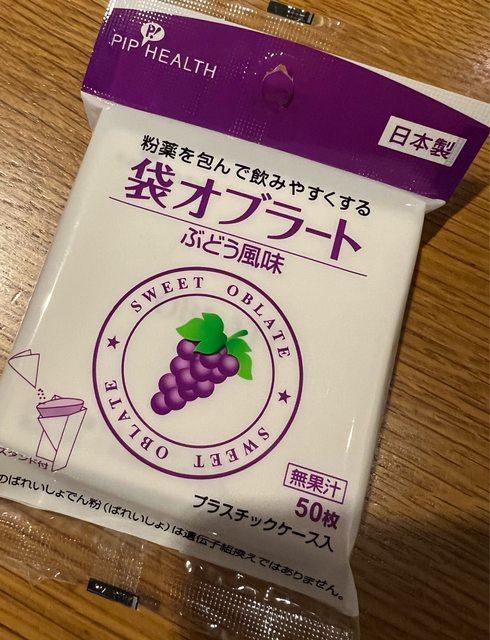 P!
PIP HEALTH
日本製
粉薬を包んで飲みやすくする
袋オブラート
ぶどう風味
SWEET OBLATE
SWEET OBLATE
スタンド付
無果汁
50枚
プラスチックケース入
のばれいしょでん粉(ばれいしょ)は遺伝子組換えではありません。